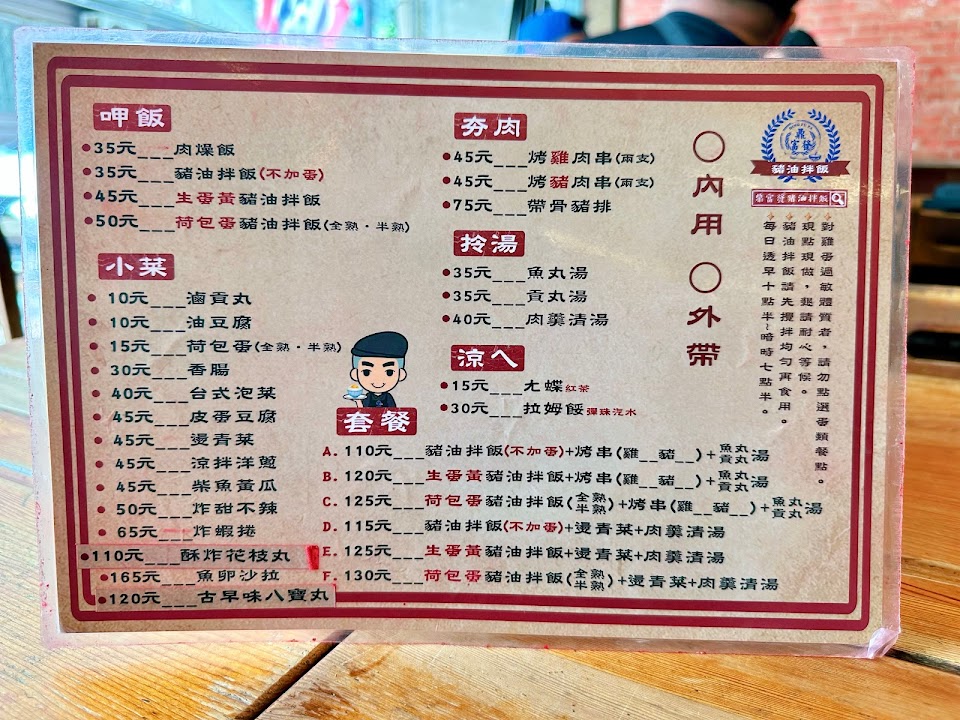 呷飯
35元___肉燥飯
35元___豬油拌飯(不加蛋)
45元___生蛋黃豬油拌飯
50元___荷包蛋豬油拌飯(全熟·半熟)
小菜
10元___滷貢丸
10元___油豆腐
15元___荷包蛋(全熟·半熟)
30元___香腸
40元___台式泡菜
45元___皮蛋豆腐
45元___燙青菜
45元___涼拌洋蔥
45元___柴魚黃瓜
50元___炸甜不辣
65元___炸蝦捲
110元___酥炸花枝丸
165元___魚卵沙拉
120元___古早味八寶丸
夯肉
45元___烤雞肉串(兩支)
45元___烤豬肉串(兩支)
75元___帶骨豬排
拎湯
35元___魚丸湯
35元___貢丸湯
40元___肉羹清湯
涼ㄟ
15元___ㄤ蝶紅茶
30元___拉姆餒彈珠汽水
套餐
A. 110元___豬油拌飯(不加蛋)+烤串(雞__豬__)+魚丸貢丸湯
B. 120元___生蛋黃豬油拌飯+烤串(雞__豬__)+魚丸貢丸湯
C. 125元___荷包蛋豬油拌飯(全熟半熟)+烤串(雞__豬__)+魚丸貢丸湯
D. 115元___豬油拌飯(不加蛋)+燙青菜+肉羹清湯
E. 125元___生蛋黃豬油拌飯+燙青菜+肉羹清湯
F. 130元___荷包蛋豬油拌飯(全熟半熟)+燙青菜+肉羹清湯
〇內用 〇外帶
鼎富發
豬油拌飯
鼎富發豬油拌飯
對雞蛋過敏體質者，請勿點選蛋類餐點。
現點現做，懇請耐心等候。
豬油拌飯請先攪拌均勻再食用。
每日透早十點半~暗時七點半。